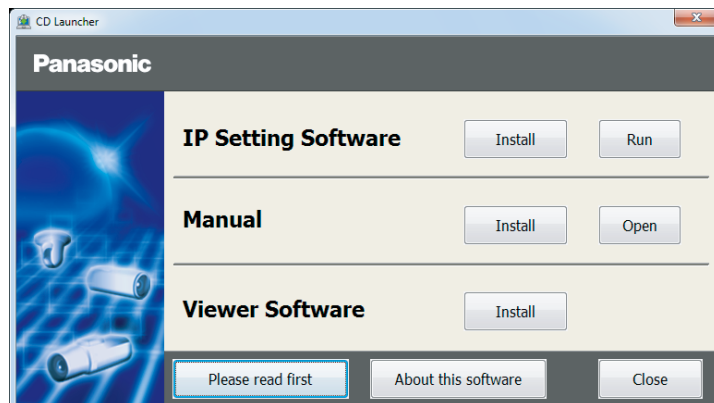 CD Launcher
Panasonic
IP Setting Software Install Run
Manual Install Open
Viewer Software Install
Please read first About this software Close